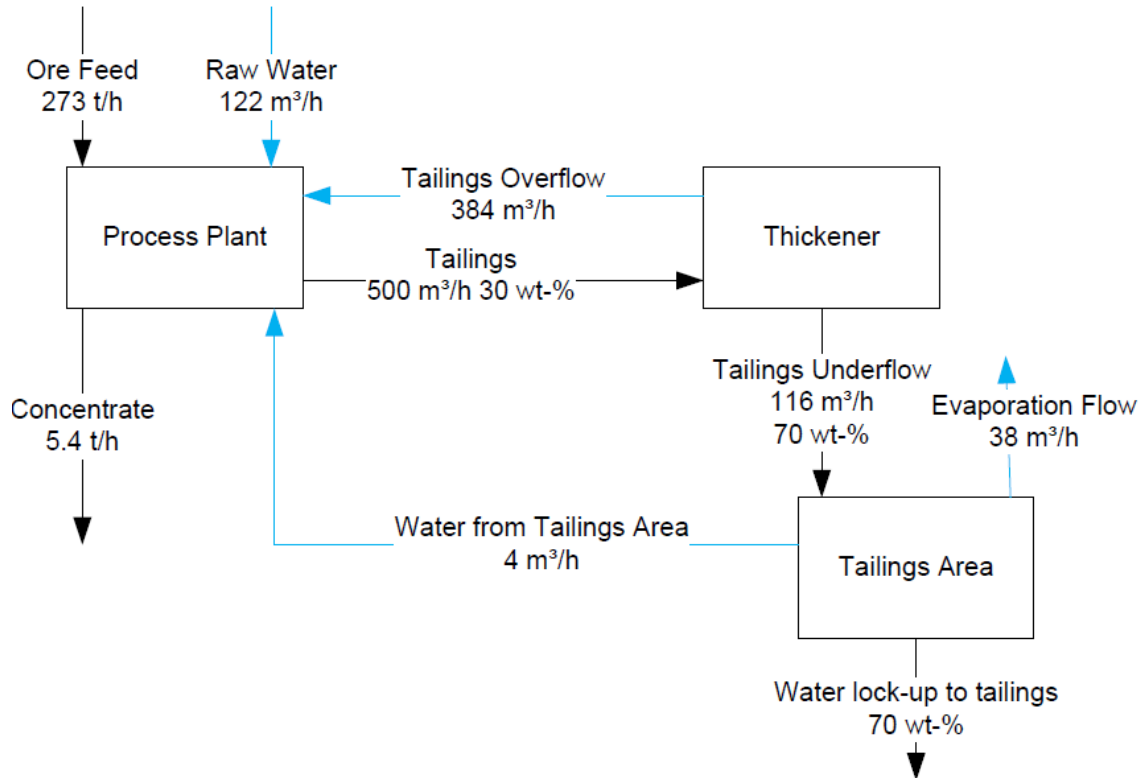 Ore Feed
273 t/h
Raw Water
122 m³/h
Process Plant
Tailings Overflow
384 m³/h
Thickener
Tailings
500 m³/h 30 wt-%
Tailings Underflow
116 m³/h
70 wt-%
Evaporation Flow
38 m³/h
Concentrate
5.4 t/h
Water from Tailings Area
4 m³/h
Tailings Area
Water lock-up to tailings
70 wt-%